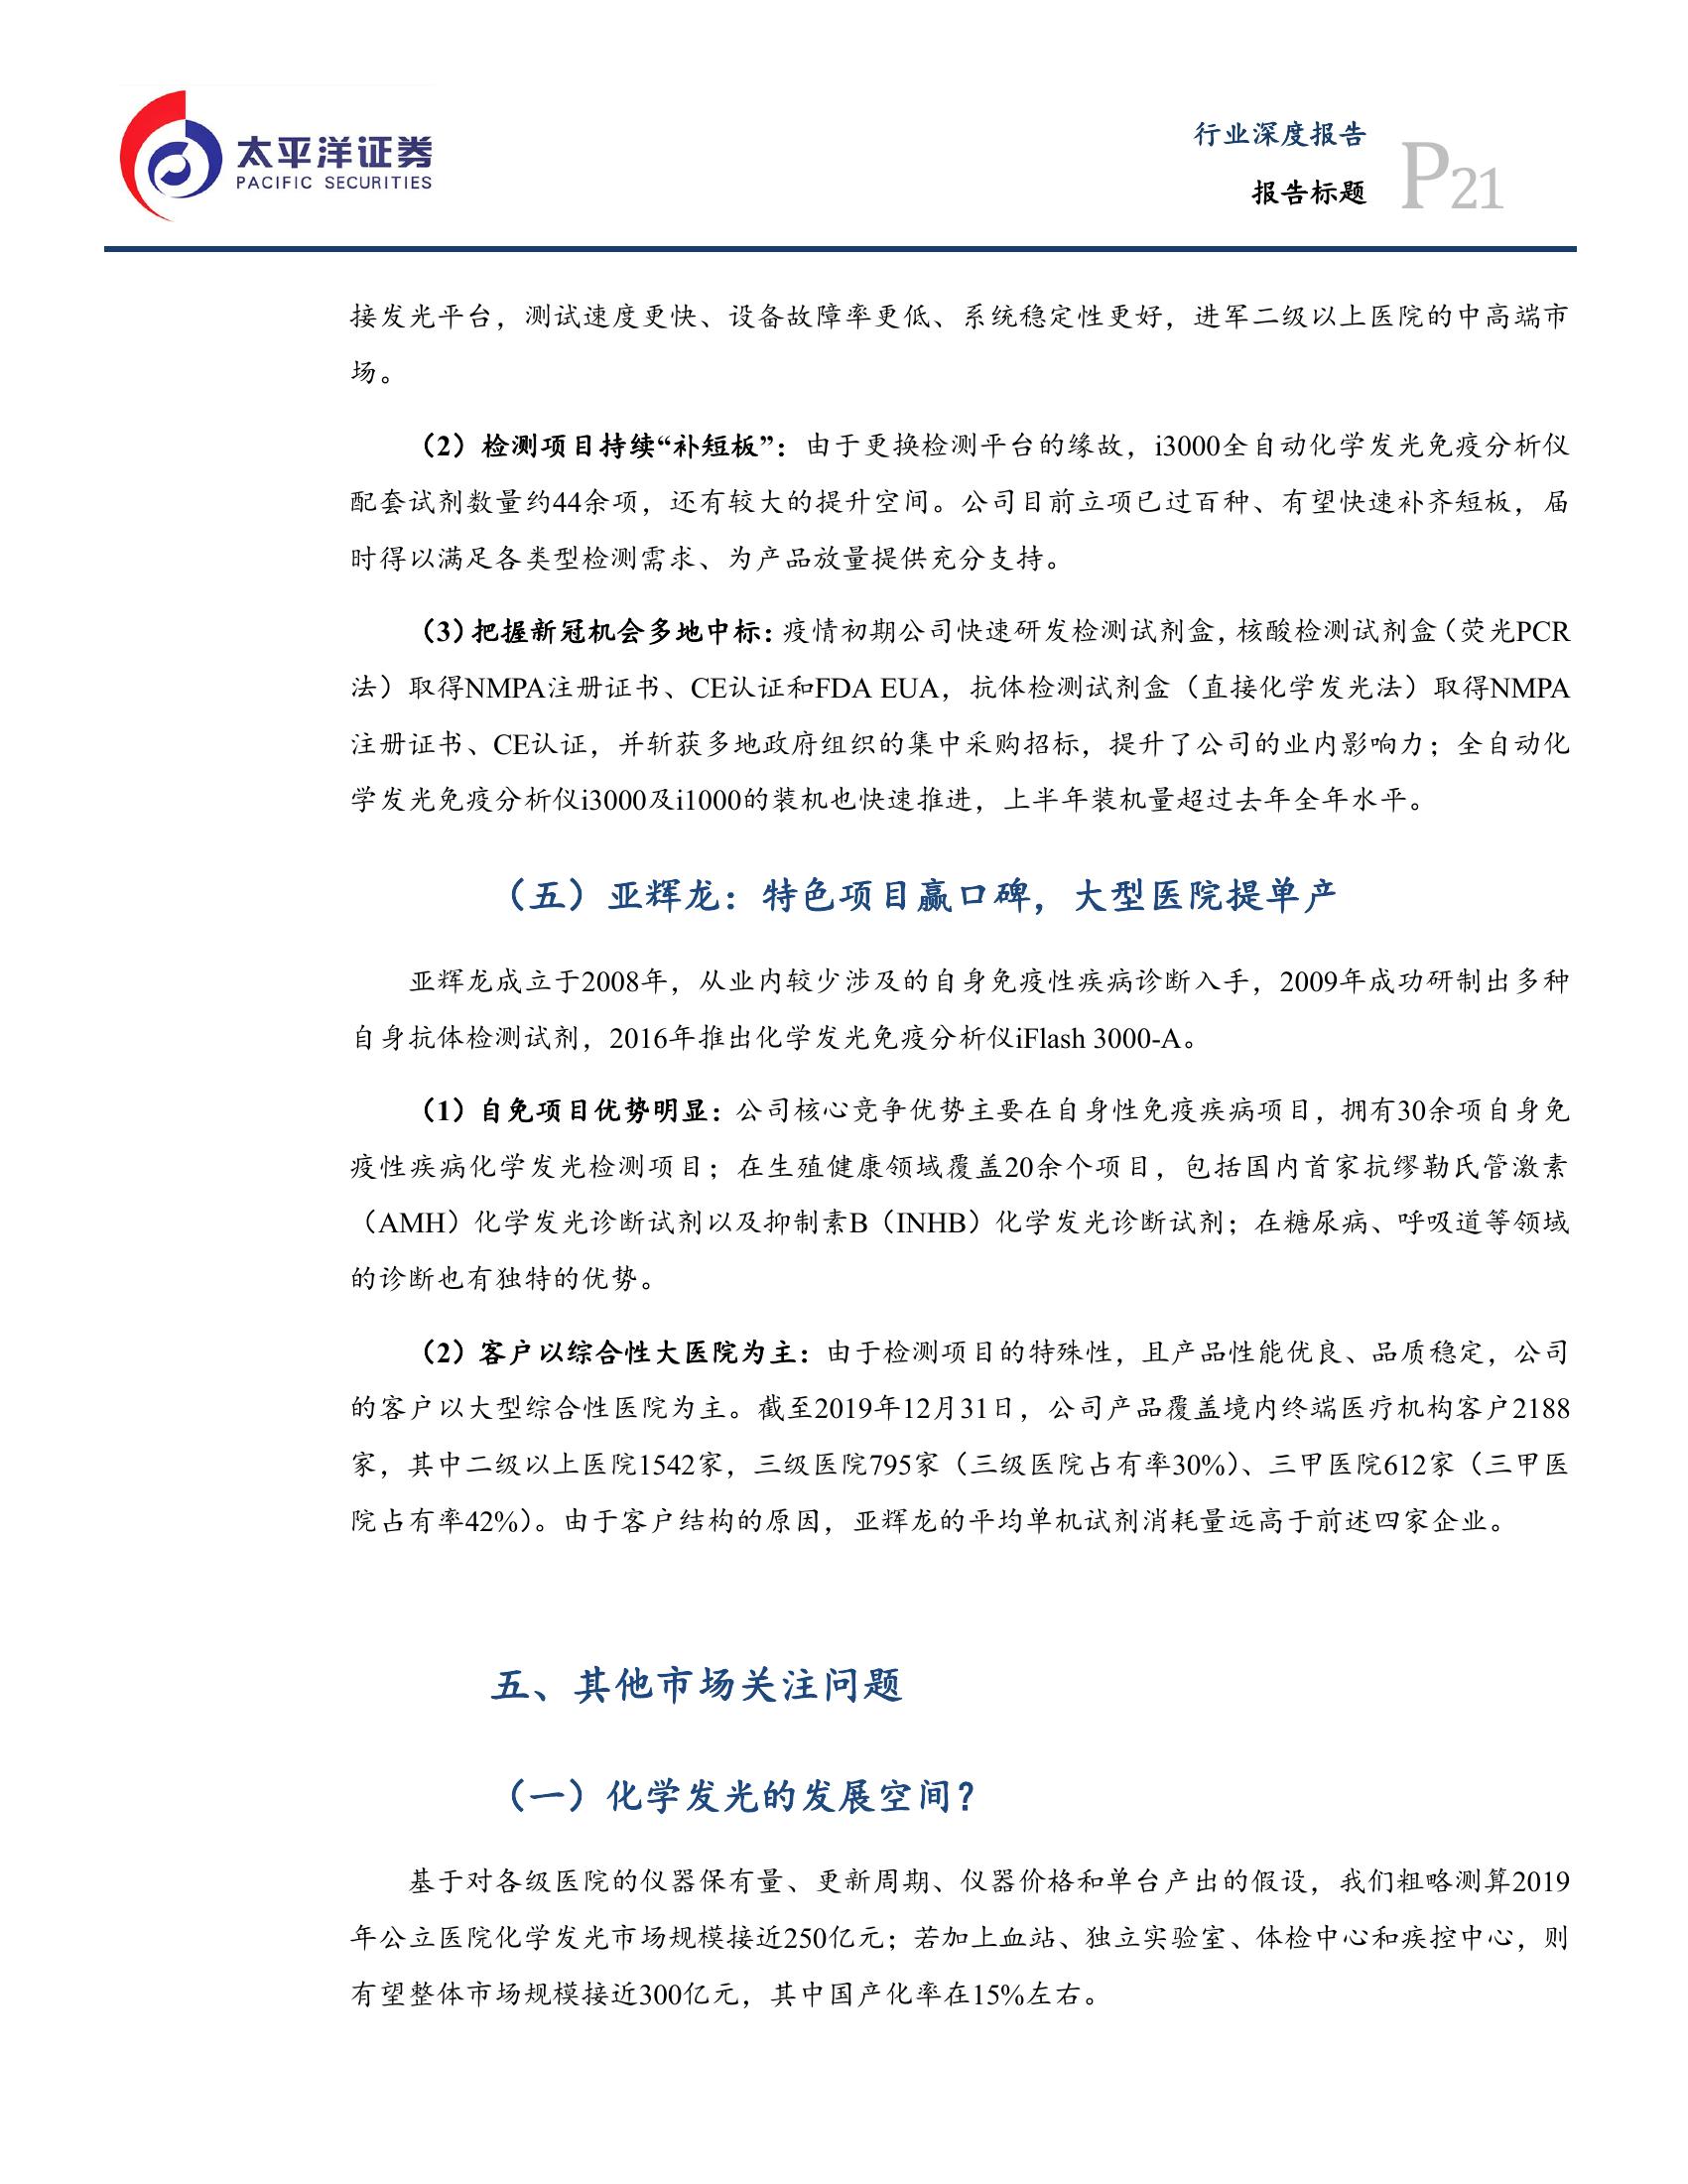 太平洋证券
PACIFIC SECURITIES
行业深度报告
报告标题
P21
接发光平台，测试速度更快、设备故障率更低、系统稳定性更好，进军二级以上医院的中高端市
场。
（2）检测项目持续“补短板”：由于更换检测平台的缘故，i3000全自动化学发光免疫分析仪
配套试剂数量约44余项，还有较大的提升空间。公司目前立项已过百种、有望快速补齐短板，届
时得以满足各类型检测需求、为产品放量提供充分支持。
（3）把握新冠机会多地中标：疫情初期公司快速研发检测试剂盒，核酸检测试剂盒（荧光PCR
法）取得NMPA注册证书、CE认证和FDA EUA，抗体检测试剂盒（直接化学发光法）取得NMPA
注册证书、CE认证，并斩获多地政府组织的集中采购招标，提升了公司的业内影响力；全自动化
学发光免疫分析仪i3000及i1000的装机也快速推进，上半年装机量超过去年全年水平。
（五）亚辉龙：特色项目赢口碑，大型医院提单产
亚辉龙成立于2008年，从业内较少涉及的自身免疫性疾病诊断入手，2009年成功研制出多种
自身抗体检测试剂，2016年推出化学发光免疫分析仪iFlash 3000-A。
（1）自免项目优势明显：公司核心竞争优势主要在自身性免疫疾病项目，拥有30余项自身免
疫性疾病化学发光检测项目；在生殖健康领域覆盖20余个项目，包括国内首家抗缪勒氏管激素
（AMH）化学发光诊断试剂以及抑制素B（INHB）化学发光诊断试剂；在糖尿病、呼吸道等领域
的诊断也有独特的优势。
（2）客户以综合性大医院为主：由于检测项目的特殊性，且产品性能优良、品质稳定，公司
的客户以大型综合性医院为主。截至2019年12月31日，公司产品覆盖境内终端医疗机构客户2188
家，其中二级以上医院1542家，三级医院795家（三级医院占有率30%）、三甲医院612家（三甲医
院占有率42%）。由于客户结构的原因，亚辉龙的平均单机试剂消耗量远高于前述四家企业。
五、其他市场关注问题
（一）化学发光的发展空间？
基于对各级医院的仪器保有量、更新周期、仪器价格和单台产出的假设，我们粗略测算2019
年公立医院化学发光市场规模接近250亿元；若加上血站、独立实验室、体检中心和疾控中心，则
有望整体市场规模接近300亿元，其中国产化率在15%左右。